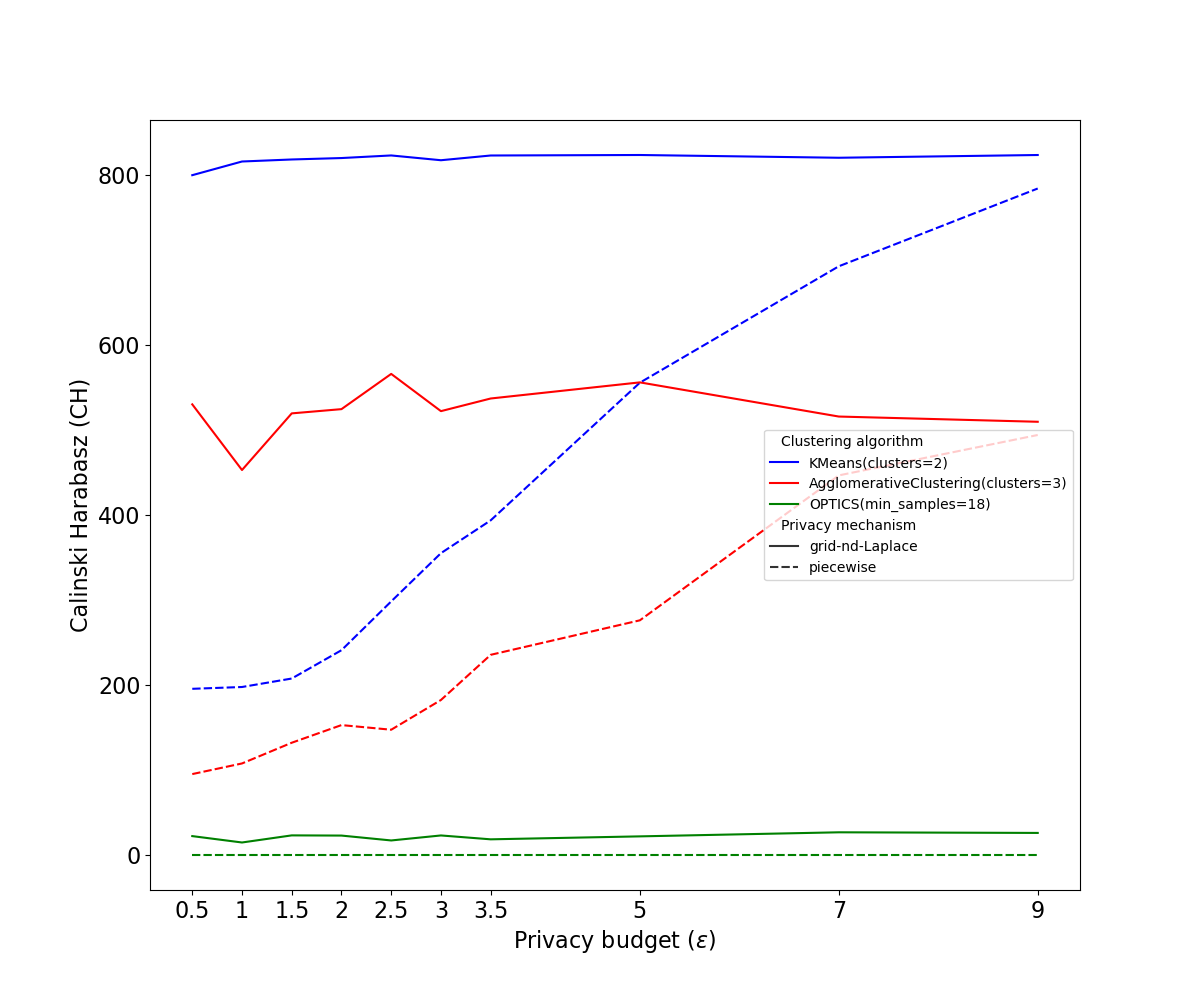 800
600
400
200
0
Calinski Harabasz (CH)
Clustering algorithm
KMeans(clusters=2)
AgglomerativeClustering(clusters=3)
OPTICS(min_samples=18)
Privacy mechanism
grid-nd-Laplace
piecewise
0.5 1 1.5 2 2.5 3 3.5 5 7 9
Privacy budget (ε)